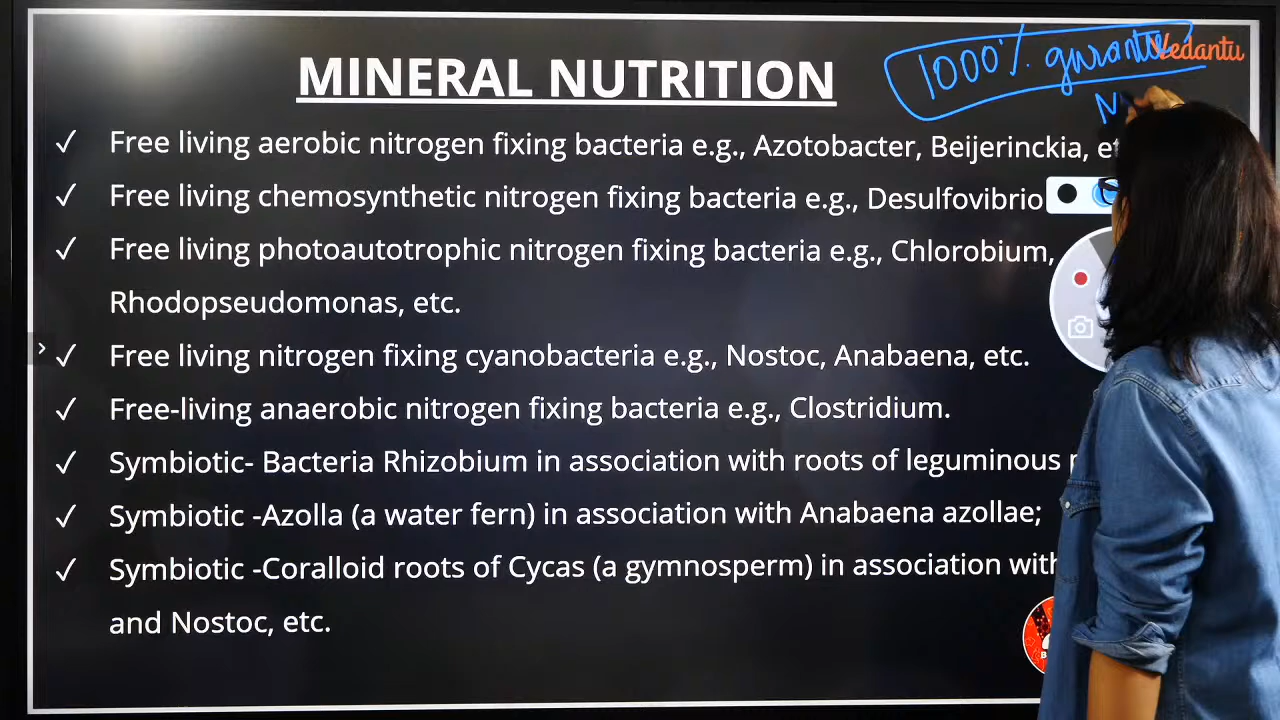 1000% gurante
Vedantu
MINERAL NUTRITION
N
✓ Free living aerobic nitrogen fixing bacteria e.g., Azotobacter, Beijerinckia,
✓ Free living chemosynthetic nitrogen fixing bacteria e.g., Desulfovibrio
✓ Free living photoautotrophic nitrogen fixing bacteria e.g., Chlorobium,
Rhodopseudomonas, etc.
✓ Free living nitrogen fixing cyanobacteria e.g., Nostoc, Anabaena, etc.
✓ Free-living anaerobic nitrogen fixing bacteria e.g., Clostridium.
✓ Symbiotic- Bacteria Rhizobium in association with roots of leguminous
✓ Symbiotic -Azolla (a water fern) in association with Anabaena azollae;
✓ Symbiotic -Coralloid roots of Cycas (a gymnosperm) in association with
and Nostoc, etc.